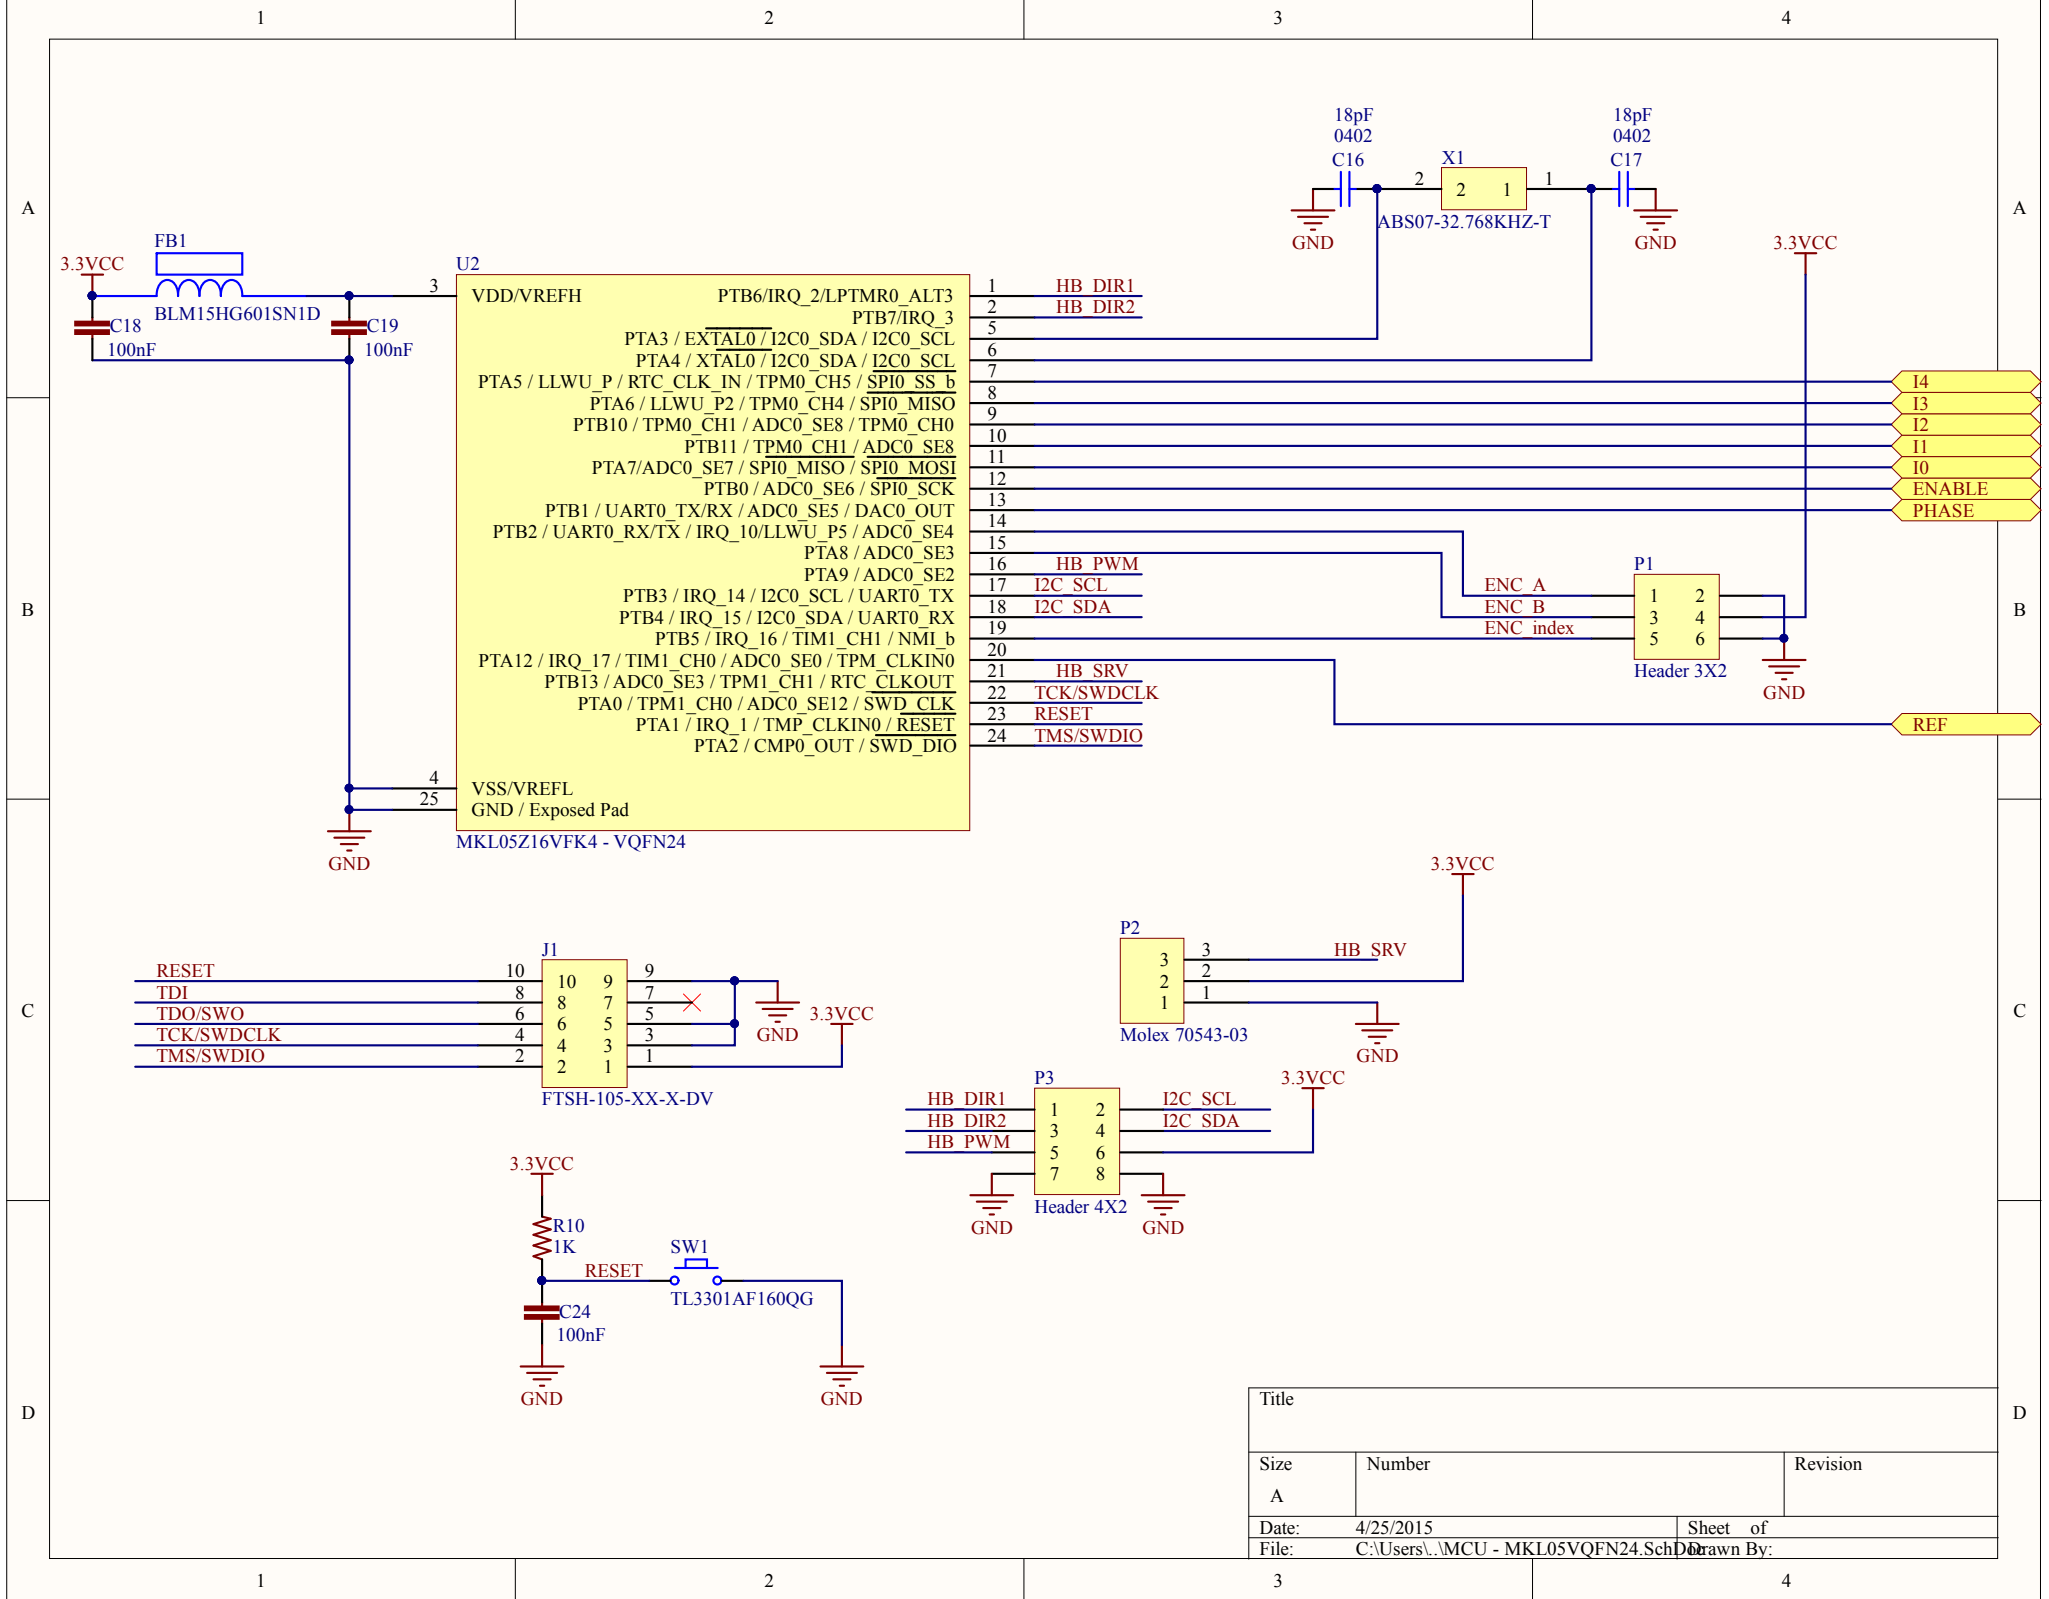 1 2 3 4
A
A
18pF
0402
C16
18pF
0402
C17
X1
2 2 1 1
ABS07-32.768KHZ-T
GND
GND
3.3VCC
3.3VCC
FB1
BLM15HG601SN1D
C18
100nF
C19
100nF
U2
3 VDD/VREFH
PTB6/IRQ_2/LPTMR0_ALT3 1 HB_DIR1
PTB7/IRQ_3 2 HB_DIR2
PTA3 / EXTAL0 / I2C0_SDA / I2C0_SCL 5
PTA4 / XTAL0 / I2C0_SDA / I2C0_SCL 6
PTA5 / LLWU_P / RTC_CLK_IN / TPM0_CH5 / SPI0_SS_b 7 I4
PTA6 / LLWU_P2 / TPM0_CH4 / SPI0_MISO 8 I3
PTB10 / TPM0_CH1 / ADC0_SE8 / TPM0_CH0 9 I2
PTB11 / TPM0_CH1 / ADC0_SE8 10 I1
PTA7/ADC0_SE7 / SPI0_MISO / SPI0_MOSI 11 I0
PTB0 / ADC0_SE6 / SPI0_SCK 12 ENABLE
PTB1 / UART0_TX/RX / ADC0_SE5 / DAC0_OUT 13 PHASE
PTB2 / UART0_RX/TX / IRQ_10/LLWU_P5 / ADC0_SE4 14
PTA8 / ADC0_SE3 15
PTA9 / ADC0_SE2 16 HB_PWM
PTB3 / IRQ_14 / I2C0_SCL / UART0_TX 17 I2C_SCL
PTB4 / IRQ_15 / I2C0_SDA / UART0_RX 18 I2C_SDA
PTB5 / IRQ_16 / TIM1_CH1 / NMI_b 19
PTA12 / IRQ_17 / TIM1_CH0 / ADC0_SE0 / TPM_CLKIN0 20 REF
PTB13 / ADC0_SE3 / TPM1_CH1 / RTC_CLKOUT 21 HB_SRV
PTA0 / TPM1_CH0 / ADC0_SE12 / SWD_CLK 22 TCK/SWDCLK
PTA1 / IRQ_1 / TMP_CLKIN0 / RESET 23 RESET
PTA2 / CMP0_OUT / SWD_DIO 24 TMS/SWDIO
4 VSS/VREFL
25 GND / Exposed Pad
MKL05Z16VFK4 - VQFN24
GND
B
B
P1
ENC_A 1 2
ENC_B 3 4
ENC_index 5 6
Header 3X2
GND
C
C
J1
RESET 10 10 9 9
TDI 8 8 7 7
TDO/SWO 6 6 5 5
TCK/SWDCLK 4 4 3 3
TMS/SWDIO 2 2 1 1
FTSH-105-XX-X-DV
GND
3.3VCC
3.3VCC
P2
3 3 HB_SRV
2 2
1 1
Molex 70543-03
GND
P3
3.3VCC
HB_DIR1 1 2 I2C_SCL
HB_DIR2 3 4 I2C_SDA
HB_PWM 5 6
7 8
Header 4X2
GND
GND
3.3VCC
R10
1K
RESET
SW1
TL3301AF160QG
C24
100nF
GND
GND
D
D
Title
Size
A
Number
Revision
Date: 4/25/2015
Sheet of
File: C:\Users\..\MCU - MKL05VQFN24.SchDoc
Drawn By:
1 2 3 4